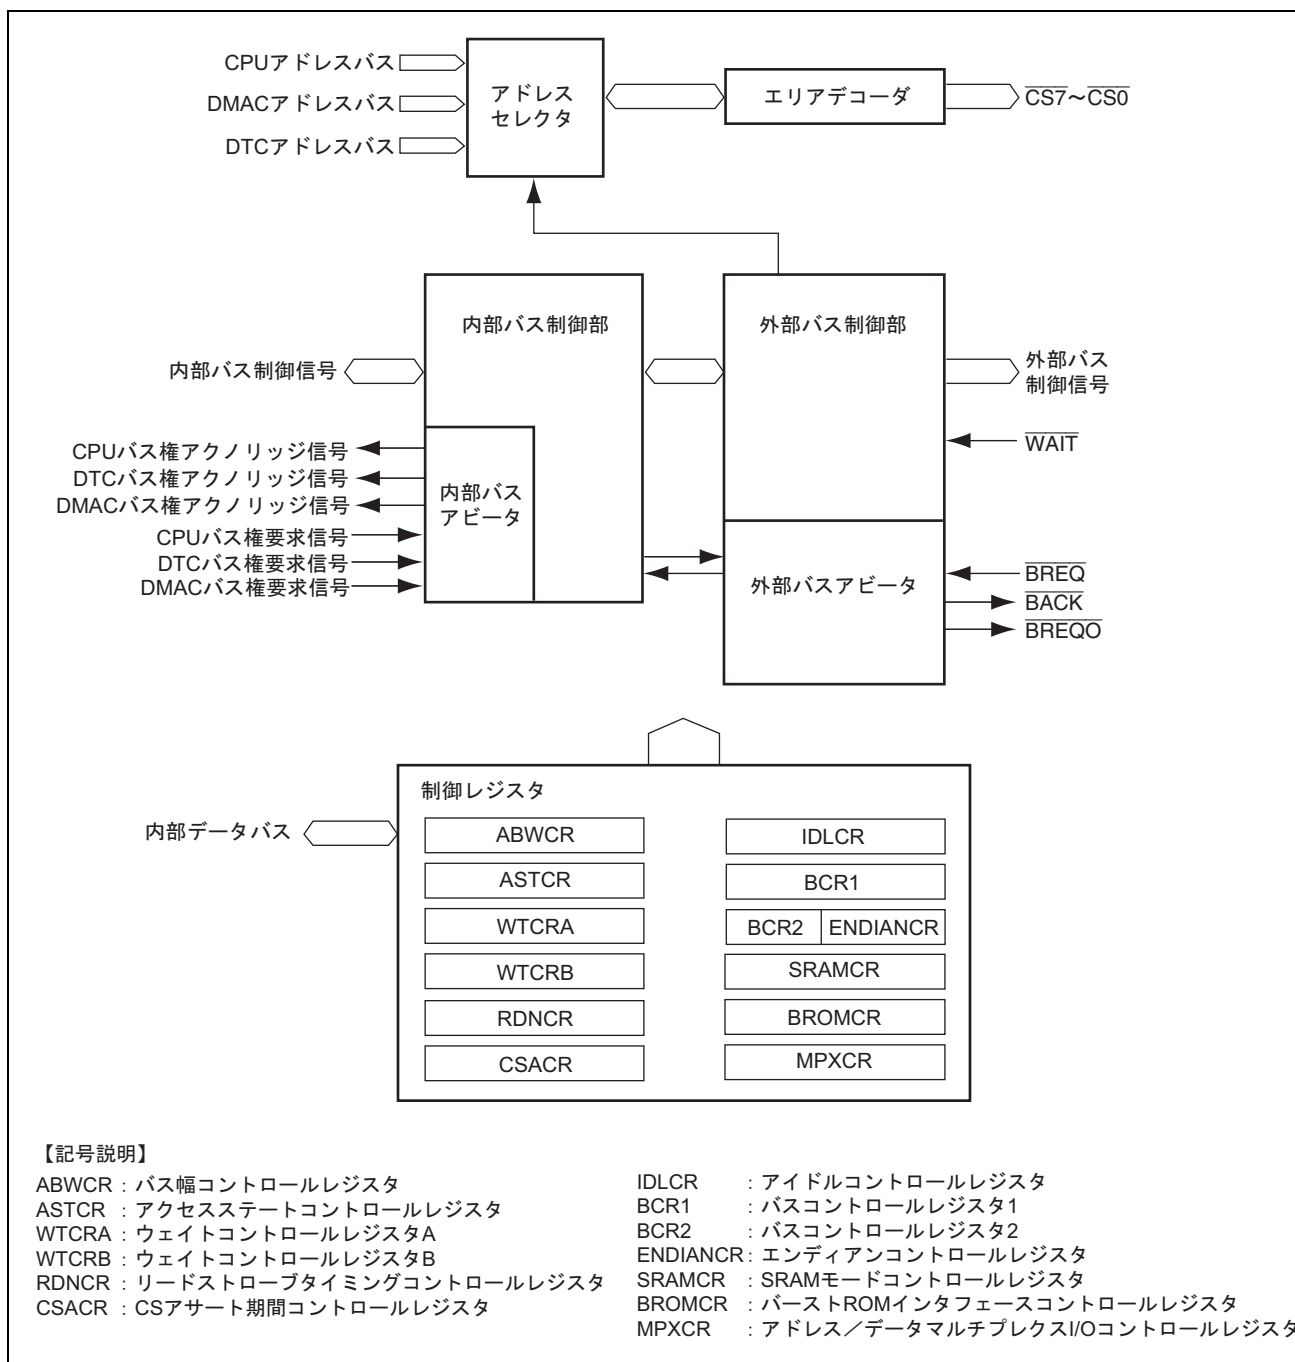 CPUアドレスバス
DMACアドレスバス
DTCアドレスバス
アドレス
セレクタ
エリアデコーダ
CS7～CS0
内部バス制御部
外部バス制御部
内部バス制御信号
外部バス
制御信号
CPUバス権アクノリッジ信号
DTCバス権アクノリッジ信号
DMACバス権アクノリッジ信号
CPUバス権要求信号
DTCバス権要求信号
DMACバス権要求信号
内部バス
アビータ
WAIT
外部バスアビータ
BREQ
BACK
BREQO
制御レジスタ
内部データバス
ABWCR
ASTCR
WTCRA
WTCRB
RDNCR
CSACR
IDLCR
BCR1
BCR2 ENDIANCR
SRAMCR
BROMCR
MPXCR
【記号説明】
ABWCR : バス幅コントロールレジスタ
ASTCR : アクセスステートコントロールレジスタ
WTCRA : ウェイトコントロールレジスタA
WTCRB : ウェイトコントロールレジスタB
RDNCR : リードストローブタイミングコントロールレジスタ
CSACR : CSアサート期間コントロールレジスタ
IDLCR : アイドルコントロールレジスタ
BCR1 : バスコントロールレジスタ1
BCR2 : バスコントロールレジスタ2
ENDIANCR : エンディアンコントロールレジスタ
SRAMCR : SRAMモードコントロールレジスタ
BROMCR : バーストROMインタフェースコントロールレジスタ
MPXCR : アドレス／データマルチプレクスI/Oコントロールレジスタ